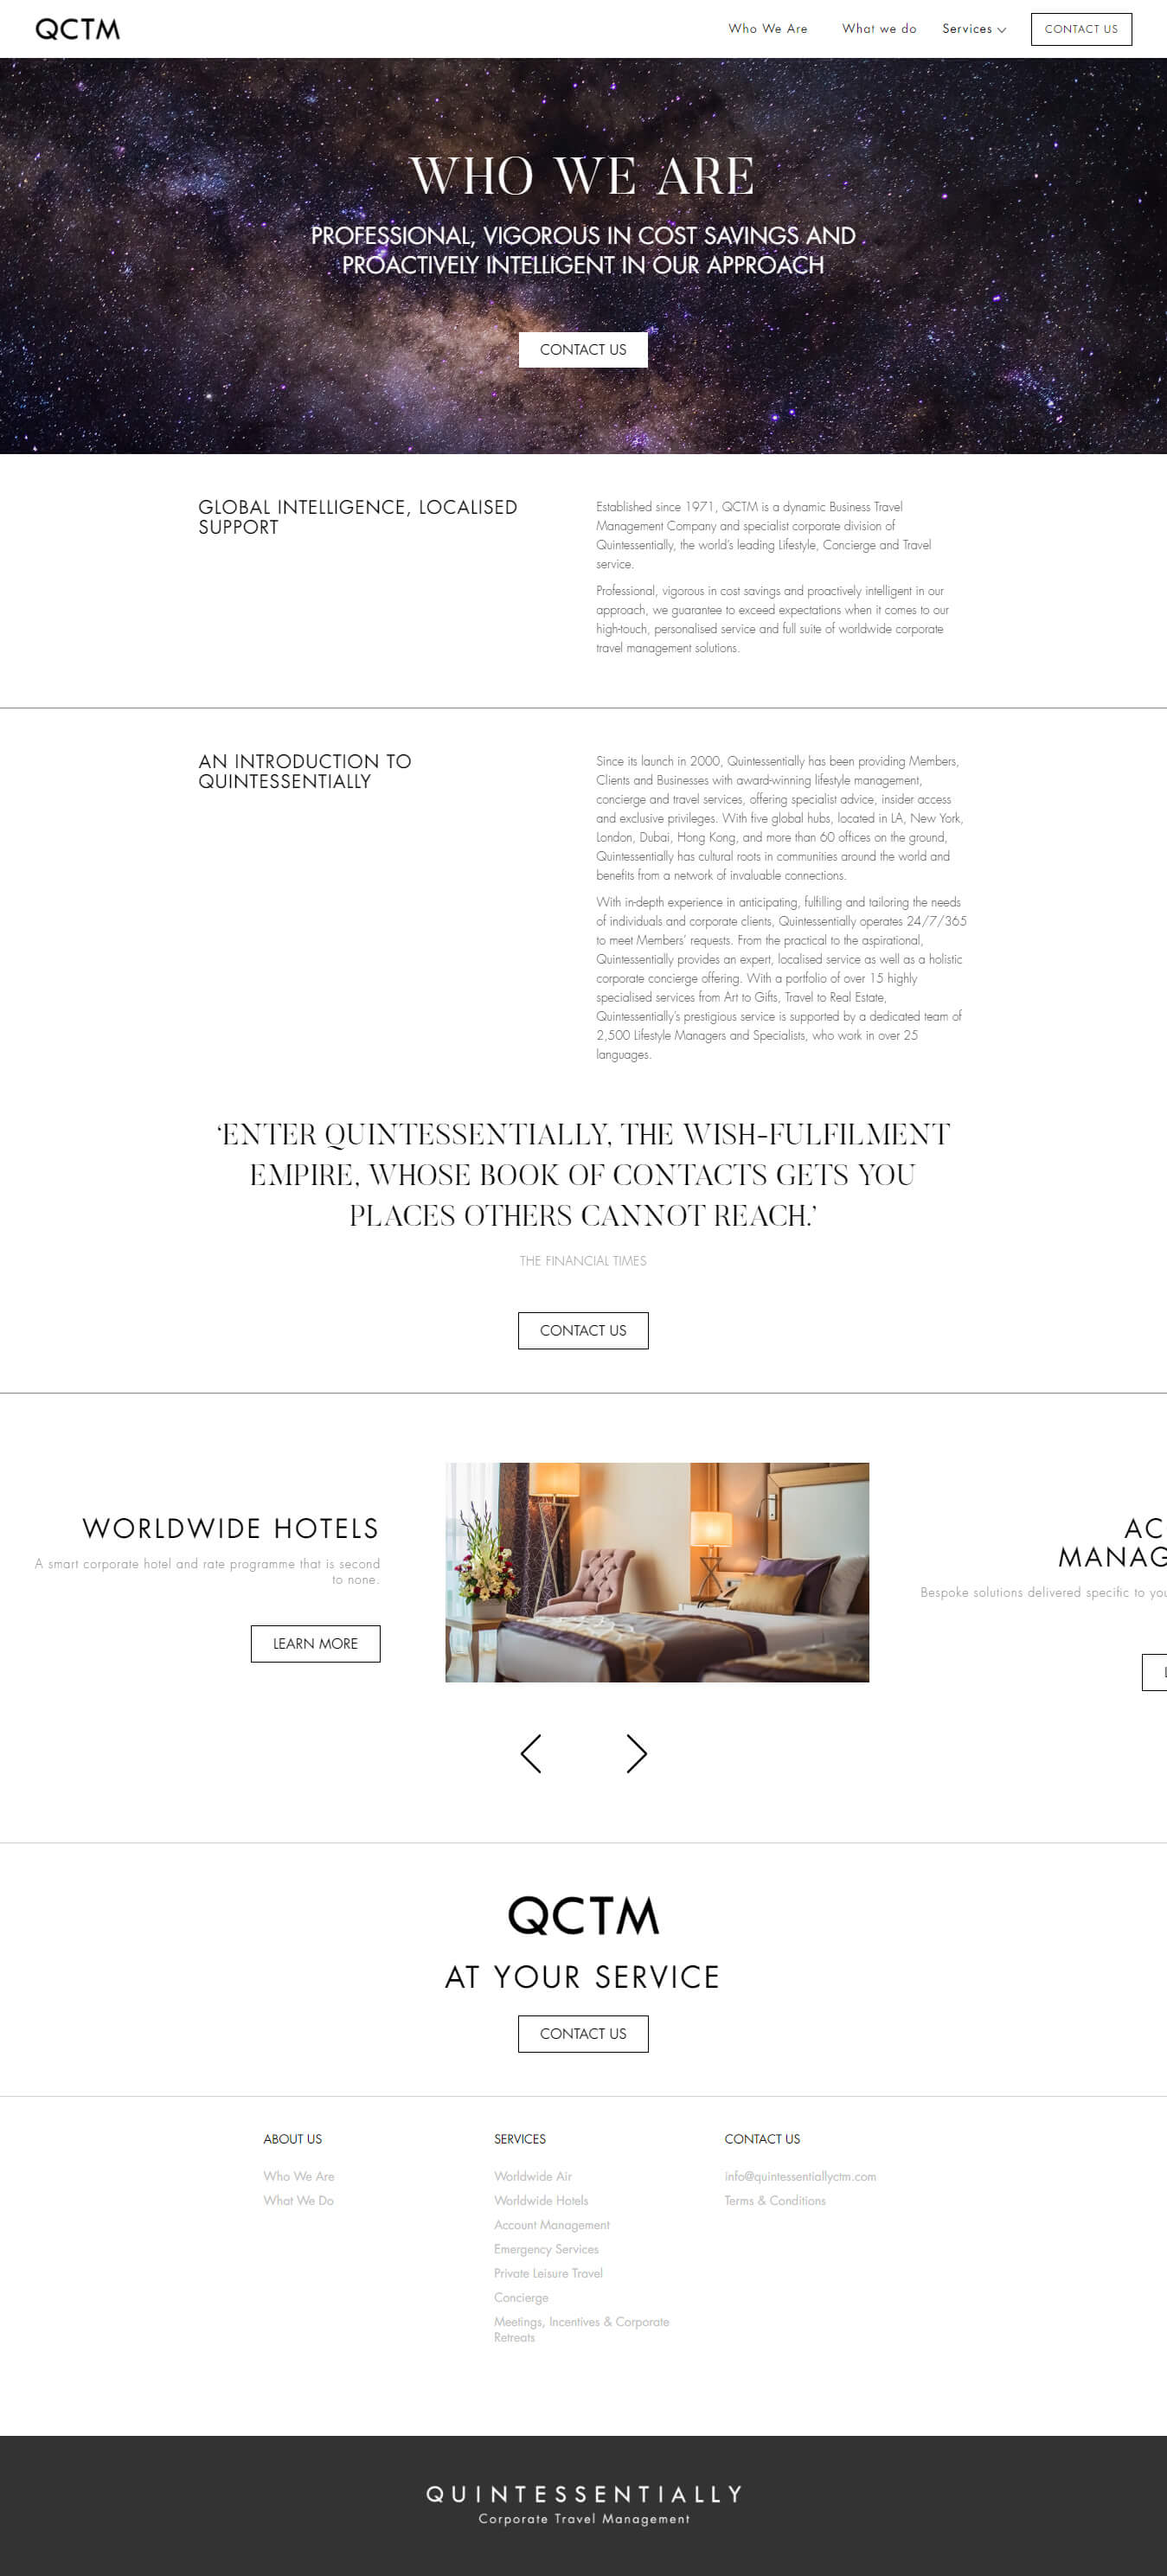 QCTM
Who We Are
What we do
Services
CONTACT US
WHO WE ARE
PROFESSIONAL, VIGOROUS IN COST SAVINGS AND
PROACTIVELY INTELLIGENT IN OUR APPROACH
CONTACT US
GLOBAL INTELLIGENCE, LOCALISED
SUPPORT
Established since 1971, QCTM is a dynamic Business Travel
Management Company and specialist corporate division of
Quintessentially, the world's leading Lifestyle, Concierge and Travel
service.
Professional, vigorous in cost savings and proactively intelligent in our
approach, we guarantee to exceed expectations when it comes to our
high-touch, personalised service and full suite of worldwide corporate
travel management solutions.
AN INTRODUCTION TO
QUINTESSENTIALLY
Since its launch in 2000, Quintessentially has been providing Members,
Clients and Businesses with award-winning lifestyle management,
concierge and travel services, offering specialist advice, insider access
and exclusive privileges. With five global hubs, located in LA, New York,
London, Dubai, Hong Kong, and more than 60 offices on the ground,
Quintessentially has cultural roots in communities around the world and
benefits from a network of invaluable connections.
With in-depth experience in anticipating, fulfilling and tailoring the needs
of individuals and corporate clients, Quintessentially operates 24/7/365
to meet Members' requests. From the practical to the aspirational,
Quintessentially provides an expert, localised service as well as a holistic
corporate concierge offering. With a portfolio of over 15 highly
specialised services from Art to Gifts, Travel to Real Estate,
Quintessentially's prestigious service is supported by a dedicated team of
2,500 Lifestyle Managers and Specialists, who work in over 25
languages.
‘ENTER QUINTESSENTIALLY, THE WISH-FULFILMENT
EMPIRE, WHOSE BOOK OF CONTACTS GETS YOU
PLACES OTHERS CANNOT REACH.’
THE FINANCIAL TIMES
CONTACT US
WORLDWIDE HOTELS
A smart corporate hotel and rate programme that is second
to none.
LEARN MORE
AC
MANAG
Bespoke solutions delivered specific to you
QCTM
AT YOUR SERVICE
CONTACT US
ABOUT US
Who We Are
What We Do
SERVICES
Worldwide Air
Worldwide Hotels
Account Management
Emergency Services
Private Leisure Travel
Concierge
Meetings, Incentives & Corporate
Retreats
CONTACT US
info@quintessentiallyctm.com
Terms & Conditions
QUINTESSENTIALLY
Corporate Travel Management